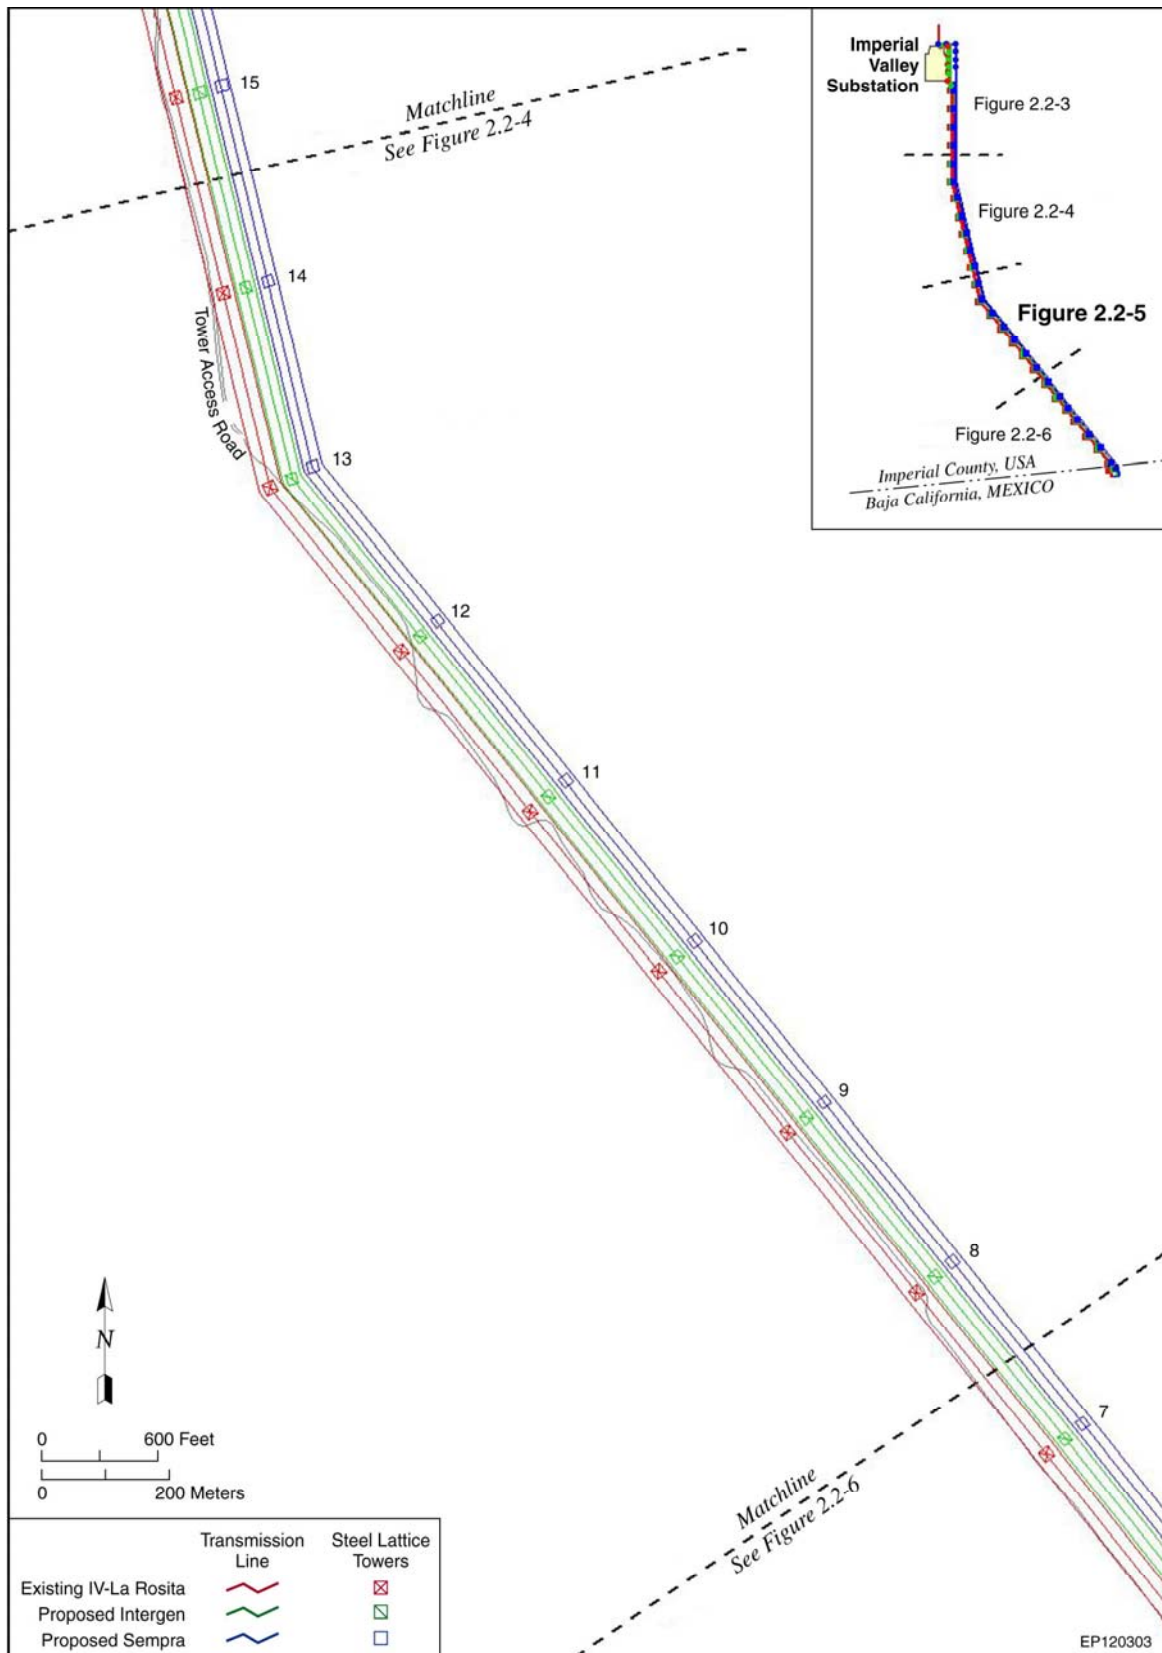 15
Matchline
See Figure 2.2-4
14
Tower Access Road
13
12
11
10
9
8
7
Matchline
See Figure 2.2-6
Imperial
Valley
Substation
Figure 2.2-3
Figure 2.2-4
Figure 2.2-5
Figure 2.2-6
Imperial County, USA
Baja California, MEXICO
N
0 600 Feet
0 200 Meters
Transmission Line
Steel Lattice Towers
Existing IV-La Rosita
Proposed Intergen
Proposed Sempra
EP120303